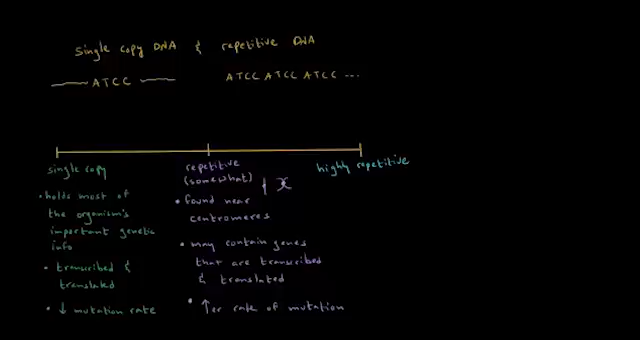 single copy DNA & repetitive DNA
ATCC
ATCC ATCC ATCC ...
single copy
• holds most of
the organism's
important genetic
info
• transcribed &
translated
• ↓ mutation rate
repetitive
(somewhat)
• found near
centromeres
• may contain genes
that are transcribed
& translated
• ↑er rate of mutation
highly repetitive